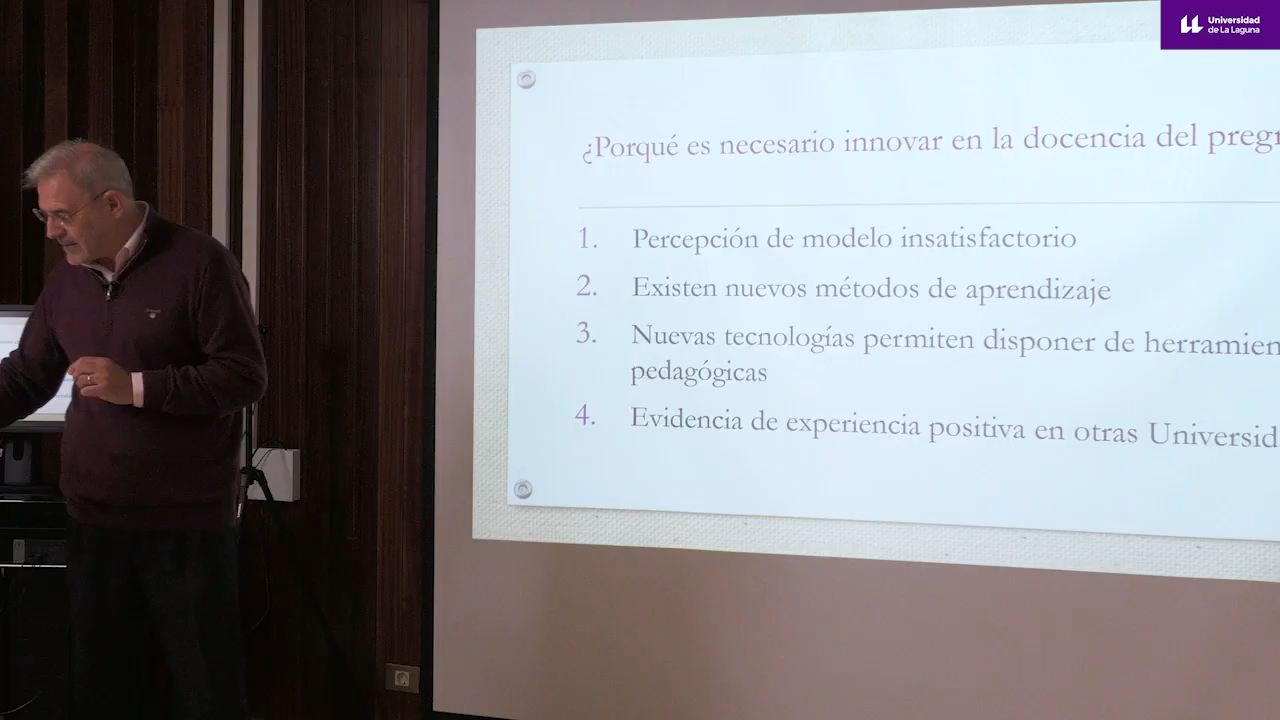 Universidad
de La Laguna
¿Porqué es necesario innovar en la docencia del pregr
1. Percepción de modelo insatisfactorio
2. Existen nuevos métodos de aprendizaje
3. Nuevas tecnologías permiten disponer de herramien
pedagógicas
4. Evidencia de experiencia positiva en otras Universid